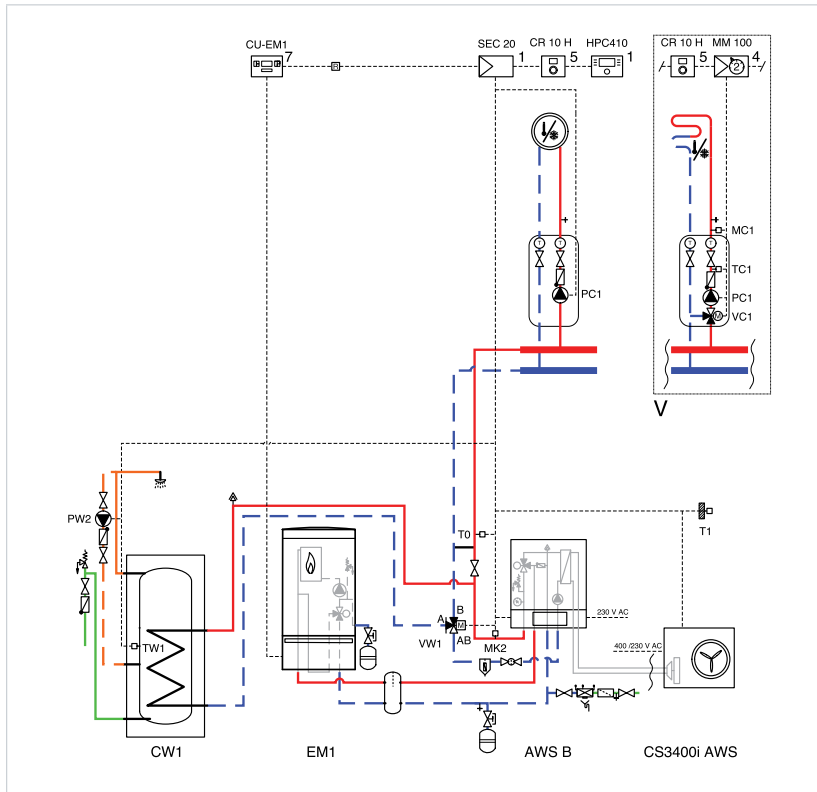 CU-EM1
7
SEC 20
1
CR 10 H
5
HPC410
1
CR 10 H
5
MM 100
2
4
T
T
PC1
T
T
MC1
TC1
PC1
M
VC1
V
PW2
T0
T1
230 V AC
A
B
M
AB
VW1
MK2
400 /230 V AC
TW1
CW1
EM1
AWS B
CS3400i AWS